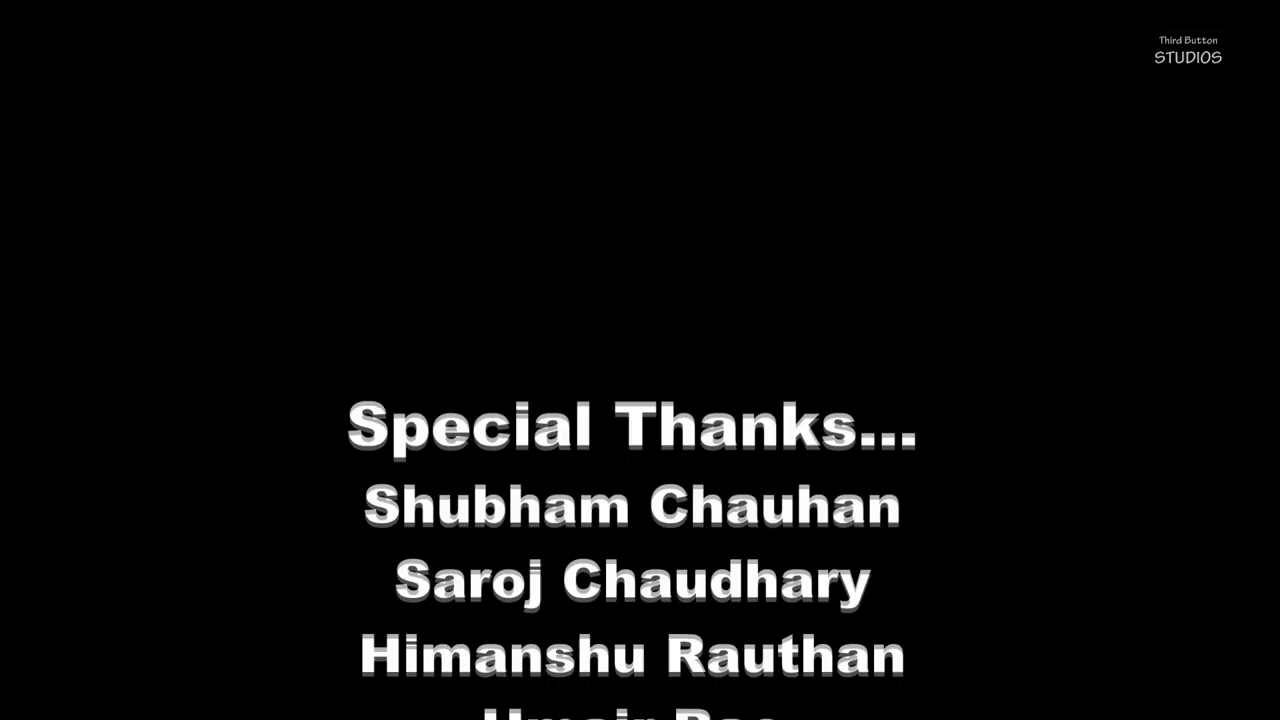 Third Button
STUDIOS
Special Thanks...
Shubham Chauhan
Saroj Chaudhary
Himanshu Rauthan